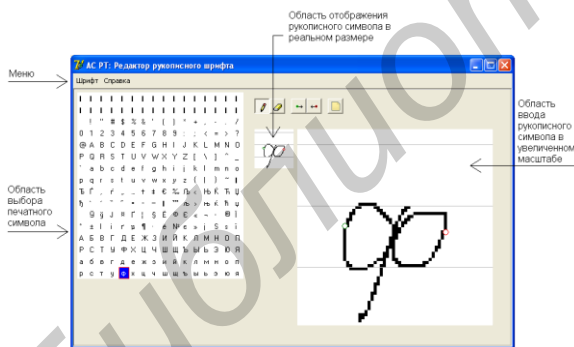 Область отображения
рукописного символа в
реальном размере
Меню
АС РТ: Редактор рукописного шрифта
Шрифт Справка
! " # $ % & ' ( ) * + , - . /
0 1 2 3 4 5 6 7 8 9 : ; < = > ?
@ A B C D E F G H I J K L M N O
P Q R S T U V W X Y Z [ \ ] ^ _
` a b c d e f g h i j k l m n o
p q r s t u v w x y z { | } ~
А Б В Г Д Е Ж З И Й К Л М Н О П
Р С Т У Ф Х Ц Ч Ш Щ Ъ Ы Ь Э Ю Я
а б в г д е ж з и й к л м н о п
р с т у ф х ц ч ш щ ъ ы ь э ю я
Область
выбора
печатного
символа
Область
ввода
рукописного
символа в
увеличенном
масштабе